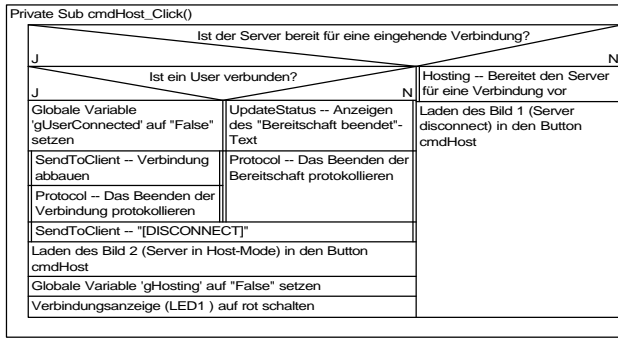 Private Sub cmdHost_Click()
Ist der Server bereit für eine eingehende Verbindung?
J
N
Ist ein User verbunden?
J
N
Globale Variable
'gUserConnected' auf "False"
setzen
SendToClient -- Verbindung
abbauen
Protocol -- Das Beenden der
Verbindung protokollieren
UpdateStatus -- Anzeigen
des "Bereitschaft beendet"-
Text
Protocol -- Das Beenden der
Bereitschaft protokollieren
SendToClient -- "[DISCONNECT]"
Laden des Bild 2 (Server in Host-Mode) in den Button
cmdHost
Globale Variable 'gHosting' auf "False" setzen
Verbindungsanzeige (LED1 ) auf rot schalten
Hosting -- Bereitet den Server
für eine Verbindung vor
Laden des Bild 1 (Server
disconnect) in den Button
cmdHost